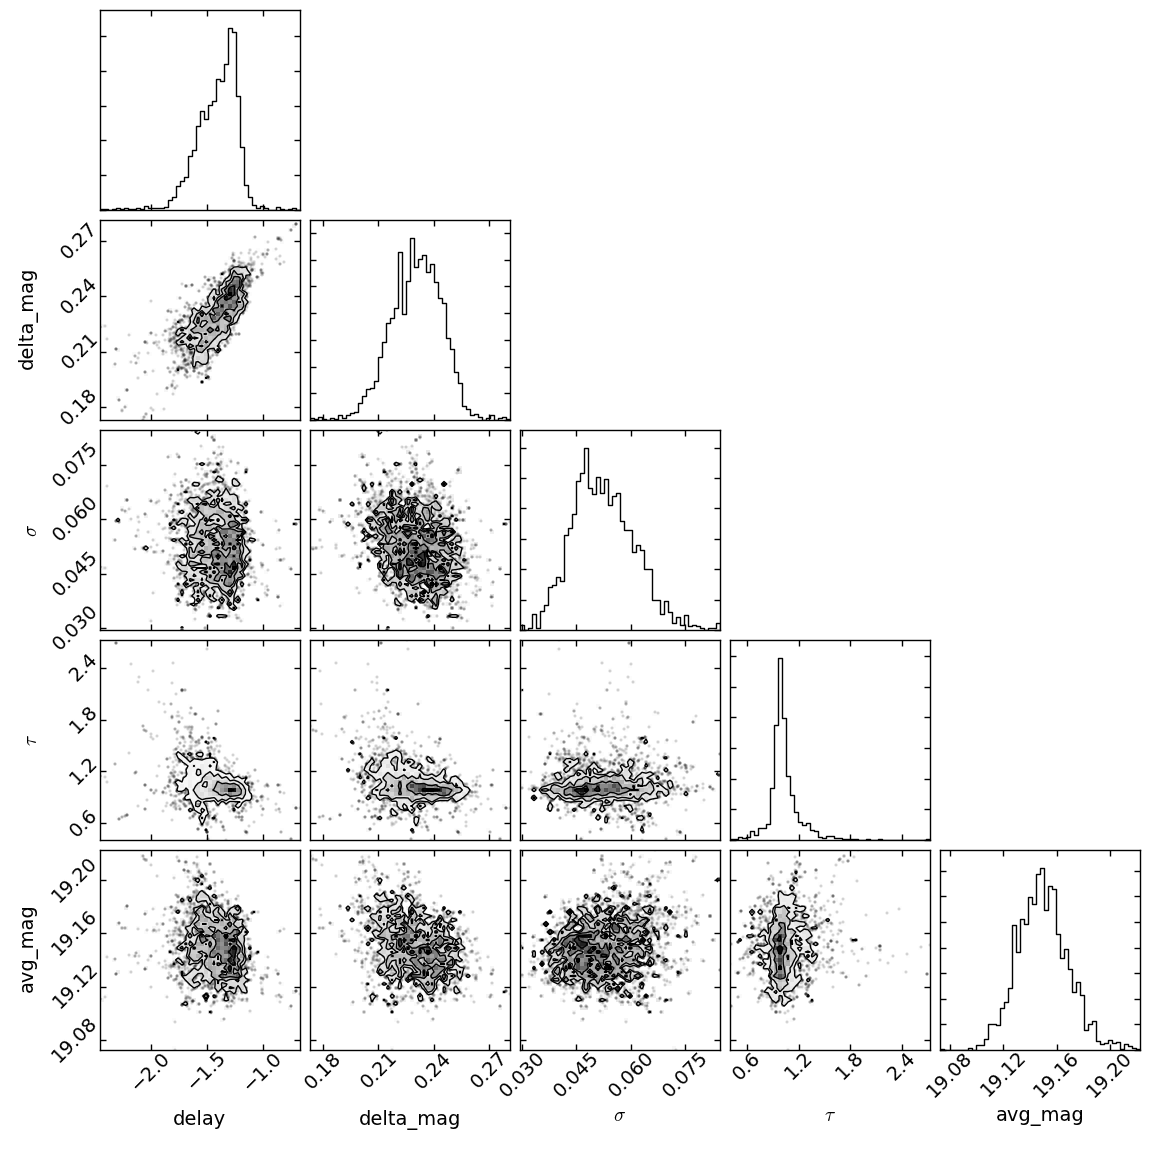 0.27
0.24
0.21
0.18
delta_mag
0.075
0.060
0.045
0.030
σ
2.4
1.8
1.2
0.6
τ
19.20
19.16
19.12
19.08
avg_mag
−2.0 −1.5 −1.0
0.18 0.21 0.24 0.27
0.030 0.045 0.060 0.075
0.6 1.2 1.8 2.4
19.08 19.12 19.16 19.20
delay delta_mag σ τ avg_mag